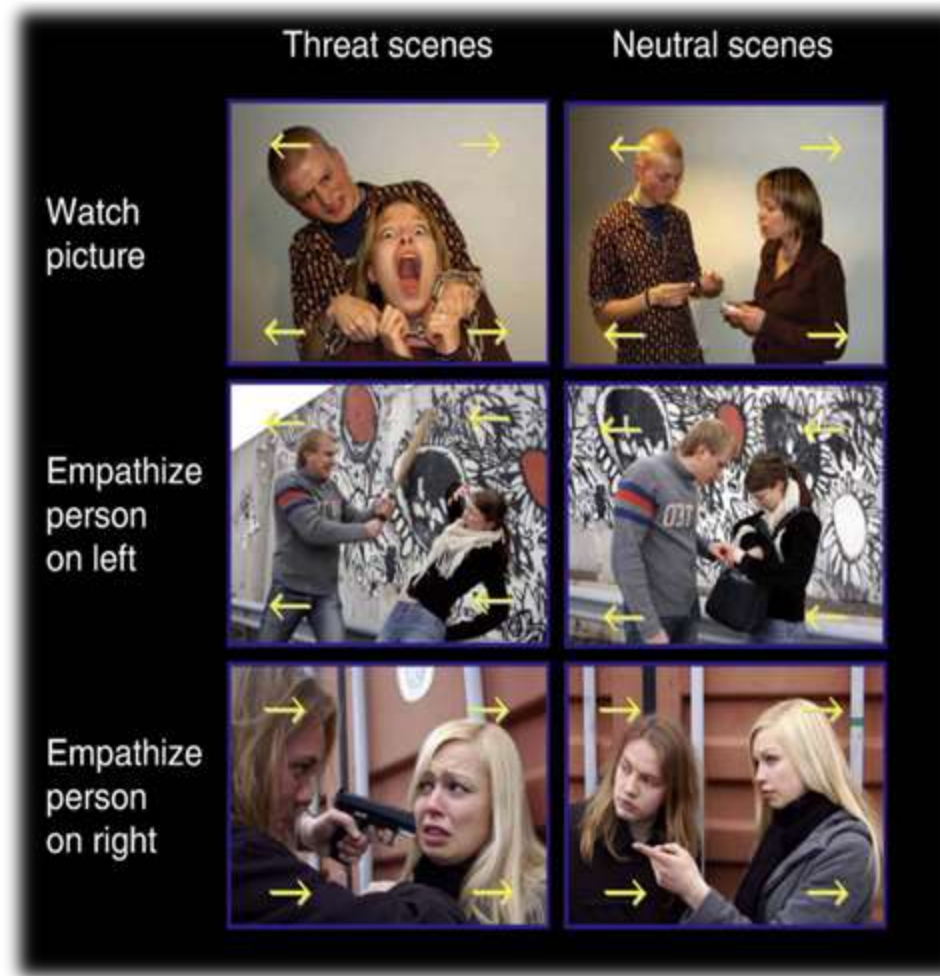 Threat scenes
Neutral scenes
Watch
picture
Empathize
person
on left
Empathize
person
on right